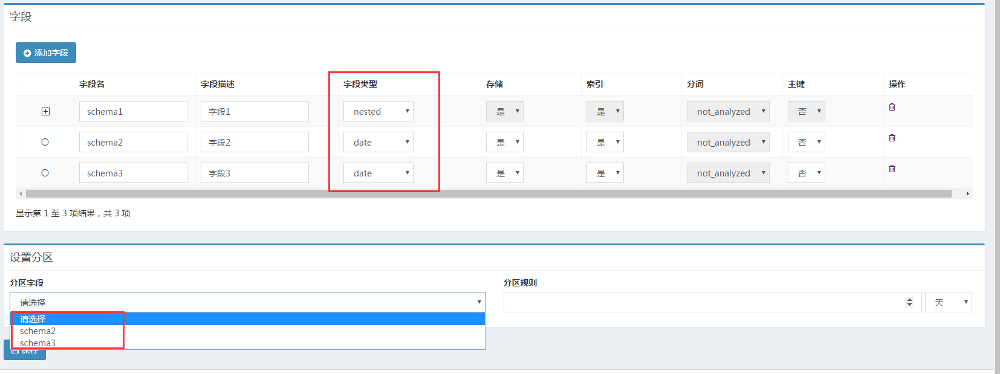 字段
添加字段
字段名 字段描述 字段类型 存储 索引 分词 主键 操作
schema1 字段1 nested 是 是 not_analyzed 否
schema2 字段2 date 是 是 not_analyzed 否
schema3 字段3 date 是 是 not_analyzed 否
显示第 1 至 3 项结果，共 3 项
设置分区
分区字段 分区规则
请选择 天
请选择
schema2
schema3
保存